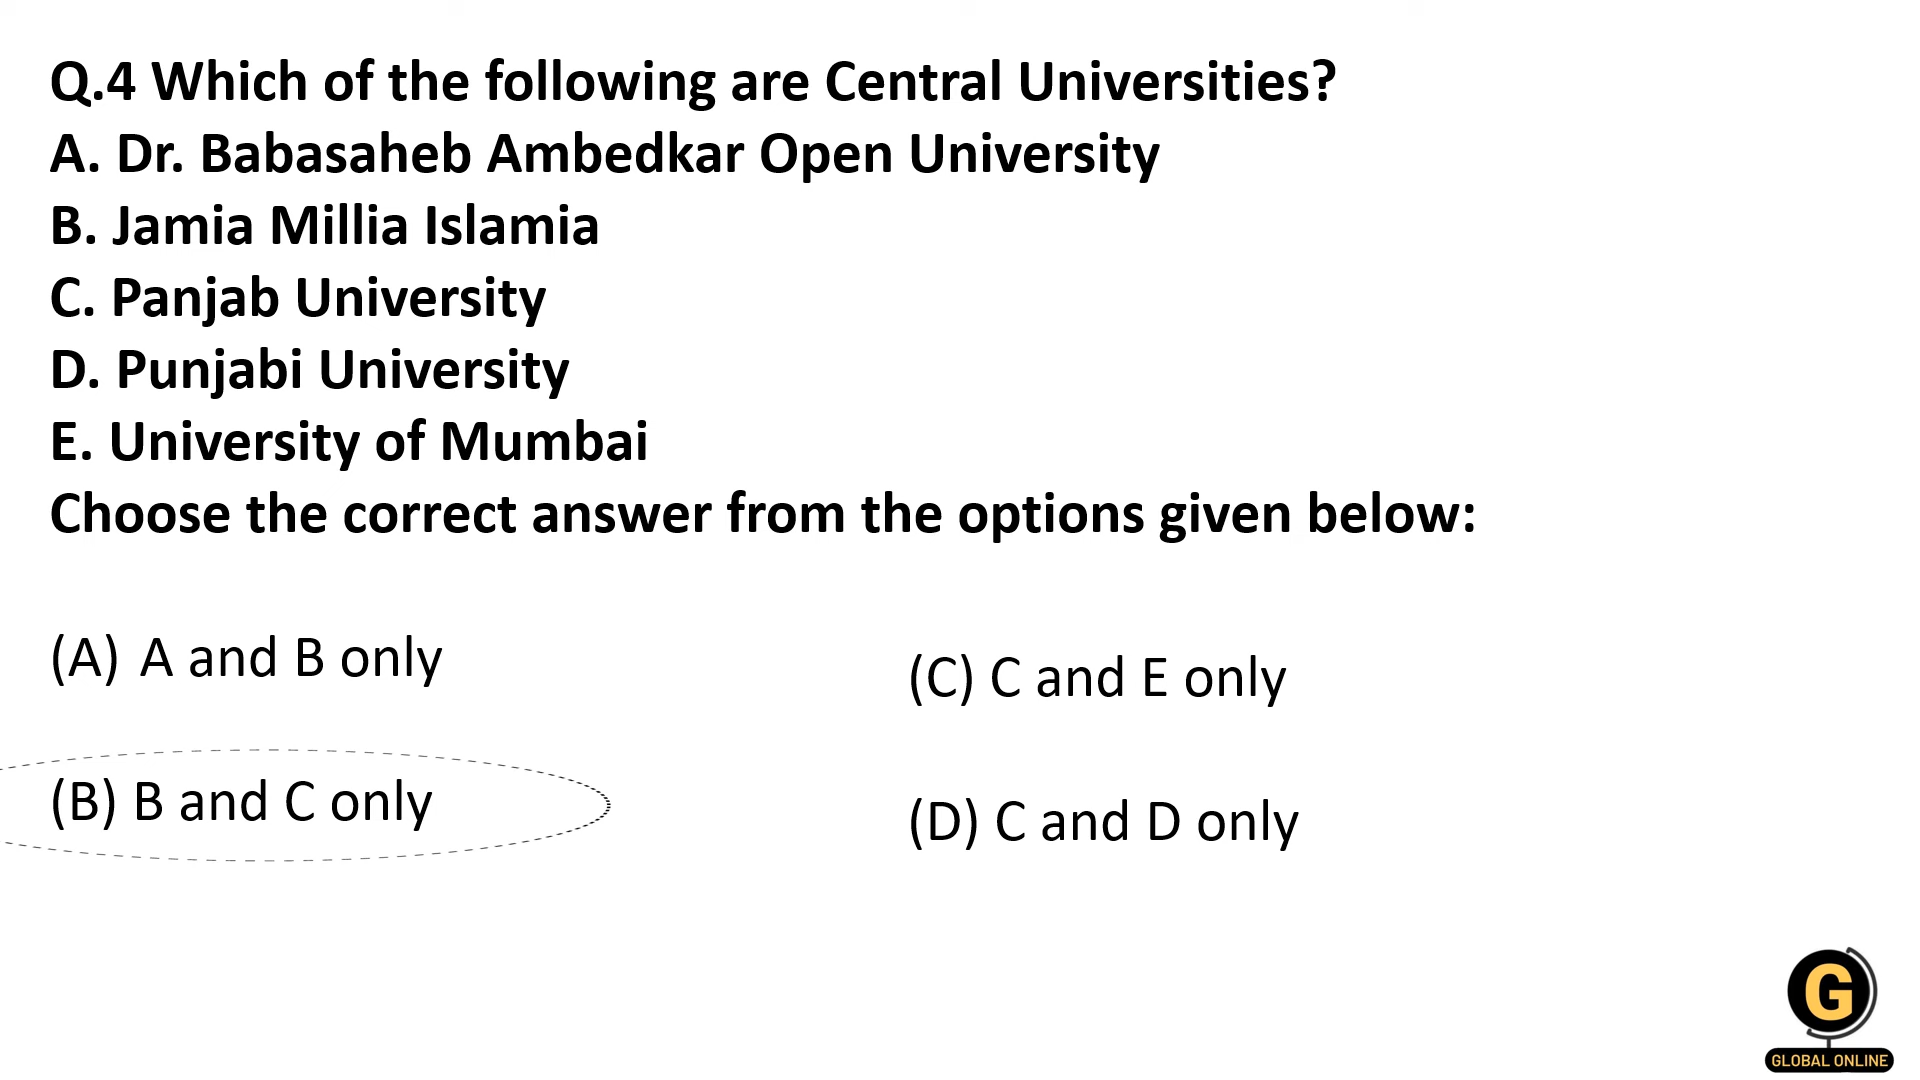 Q.4 Which of the following are Central Universities?
A. Dr. Babasaheb Ambedkar Open University
B. Jamia Millia Islamia
C. Panjab University
D. Punjabi University
E. University of Mumbai
Choose the correct answer from the options given below:
(A) A and B only
(B) B and C only
(C) C and E only
(D) C and D only
G
GLOBAL ONLINE